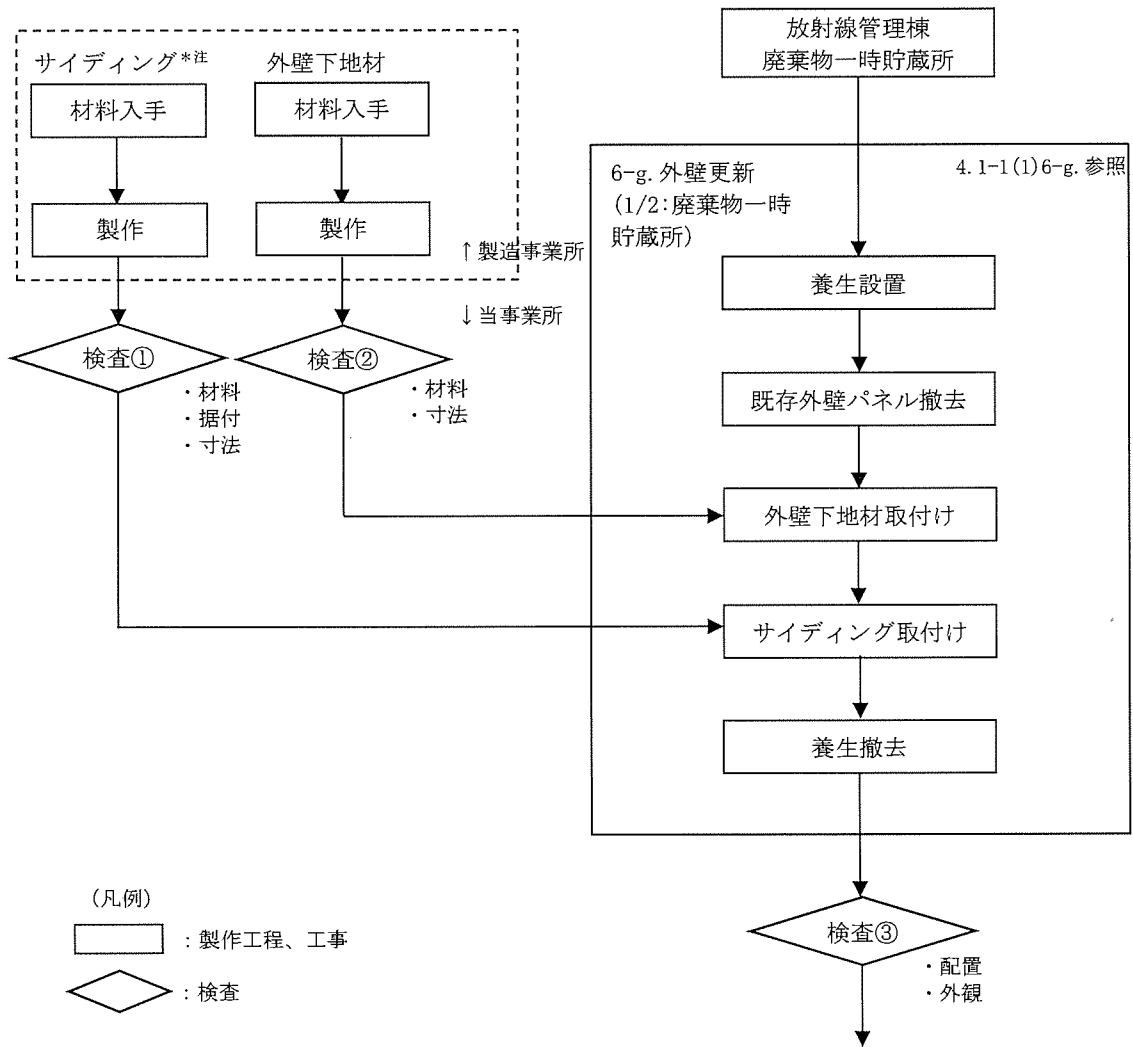 サイディング*注
材料入手
製作
外壁下地材
材料入手
製作
↑製造事業所
↓当事業所
検査①
・材料
・据付
・寸法
検査②
・材料
・寸法
放射線管理棟
廃棄物一時貯蔵所
6-g.外壁更新
(1/2:廃棄物一時
貯蔵所)
4.1-1(1)6-g.参照
養生設置
既存外壁パネル撤去
外壁下地材取付け
サイディング取付け
養生撤去
検査③
・配置
・外観
(凡例)
:製作工程、工事
:検査